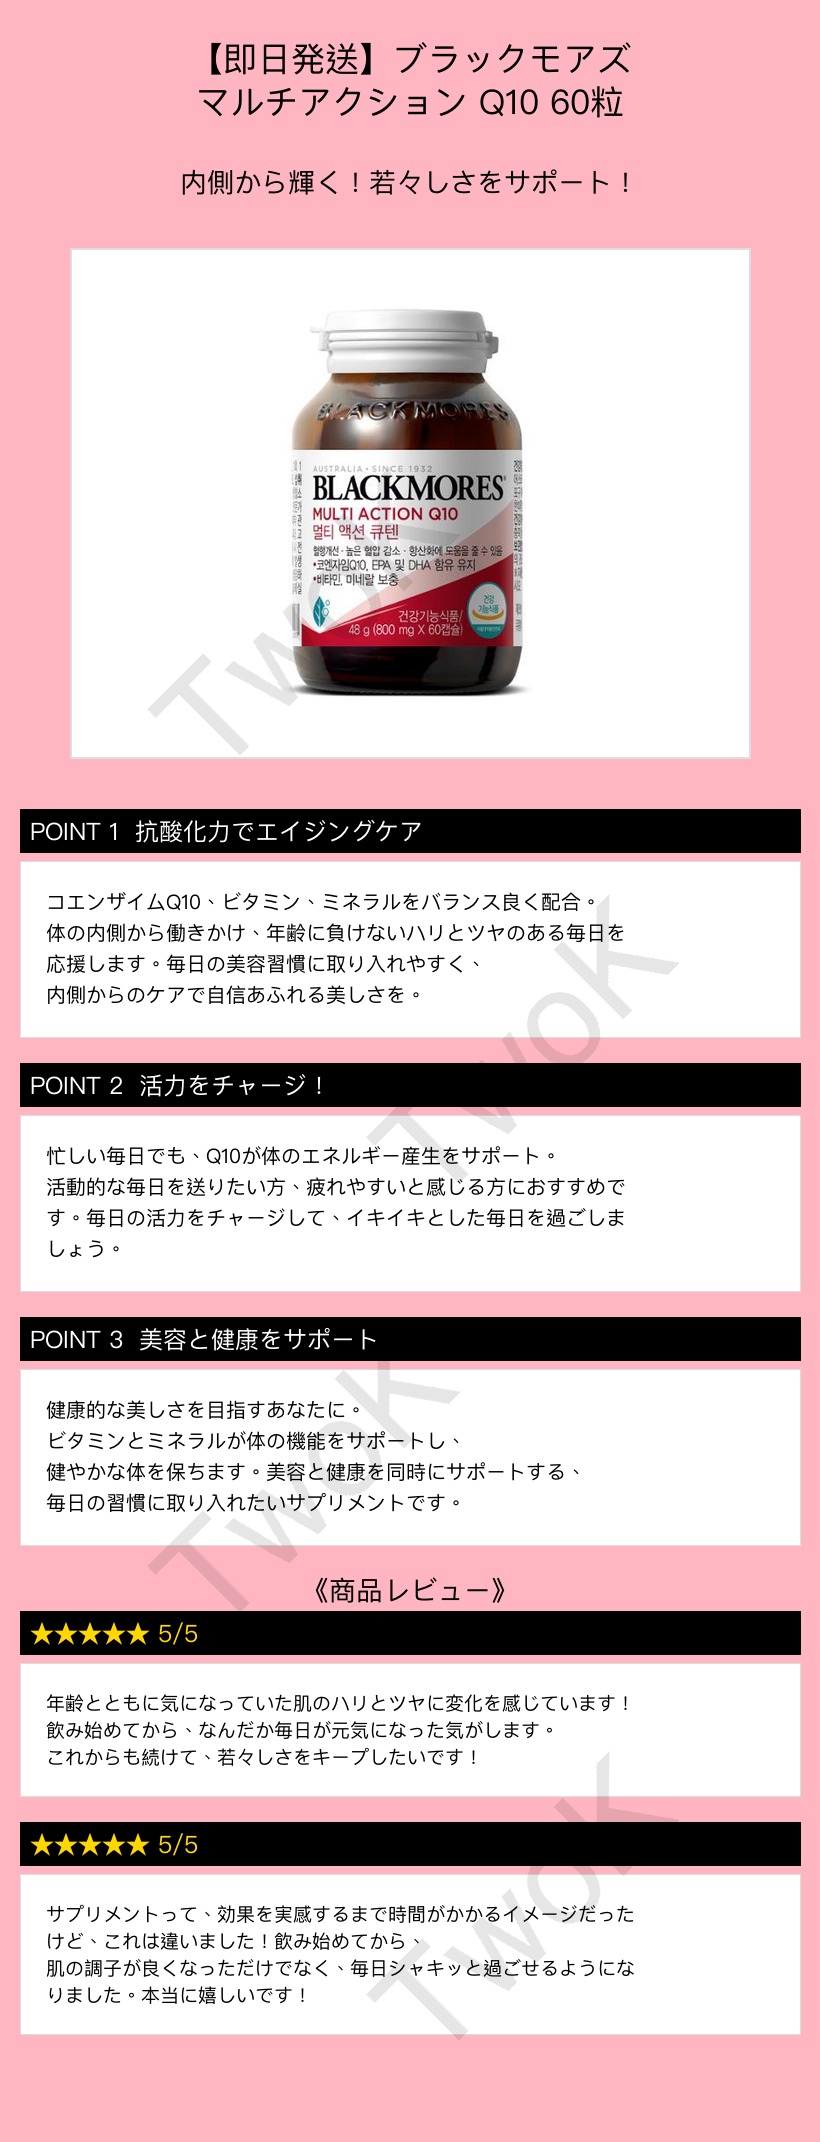 【即日発送】ブラックモアズ
マルチアクション Q10 60粒
内側から輝く！若々しさをサポート！
BLACKMORES
AUSTRALIA • SINCE 1932
BLACKMORES
MULTI ACTION Q10
멀티 액션 큐텐
혈행개선 · 높은 혈압 감소 · 항산화에 도움을 줄 수 있음
•코엔자임Q10, EPA 및 DHA 함유 유지
•비타민, 미네랄 보충
건강
기능식품
건강기능식품/
48 g (800 mg X 60캡슐)
TwoK
POINT 1 抗酸化力でエイジングケア
コエンザイムQ10、ビタミン、ミネラルをバランス良く配合。
体の内側から働きかけ、年齢に負けないハリとツヤのある毎日を
応援します。毎日の美容習慣に取り入れやすく、
内側からのケアで自信あふれる美しさを。
TwoK
POINT 2 活力をチャージ！
忙しい毎日でも、Q10が体のエネルギー産生をサポート。
活動的な毎日を送りたい方、疲れやすいと感じる方におすすめで
す。毎日の活力をチャージして、イキイキとした毎日を過ごしま
しょう。
POINT 3 美容と健康をサポート
健康的な美しさを目指すあなたに。
ビタミンとミネラルが体の機能をサポートし、
健やかな体を保ちます。美容と健康を同時にサポートする、
毎日の習慣に取り入れたいサプリメントです。
TwoK
《商品レビュー》
★★★★★ 5/5
年齢とともに気になっていた肌のハリとツヤに変化を感じています！
飲み始めてから、なんだか毎日が元気になった気がします。
これからも続けて、若々しさをキープしたいです！
★★★★★ 5/5
サプリメントって、効果を実感するまで時間がかかるイメージだった
けど、これは違いました！飲み始めてから、
肌の調子が良くなっただけでなく、毎日シャキッと過ごせるようにな
りました。本当に嬉しいです！
TwoK